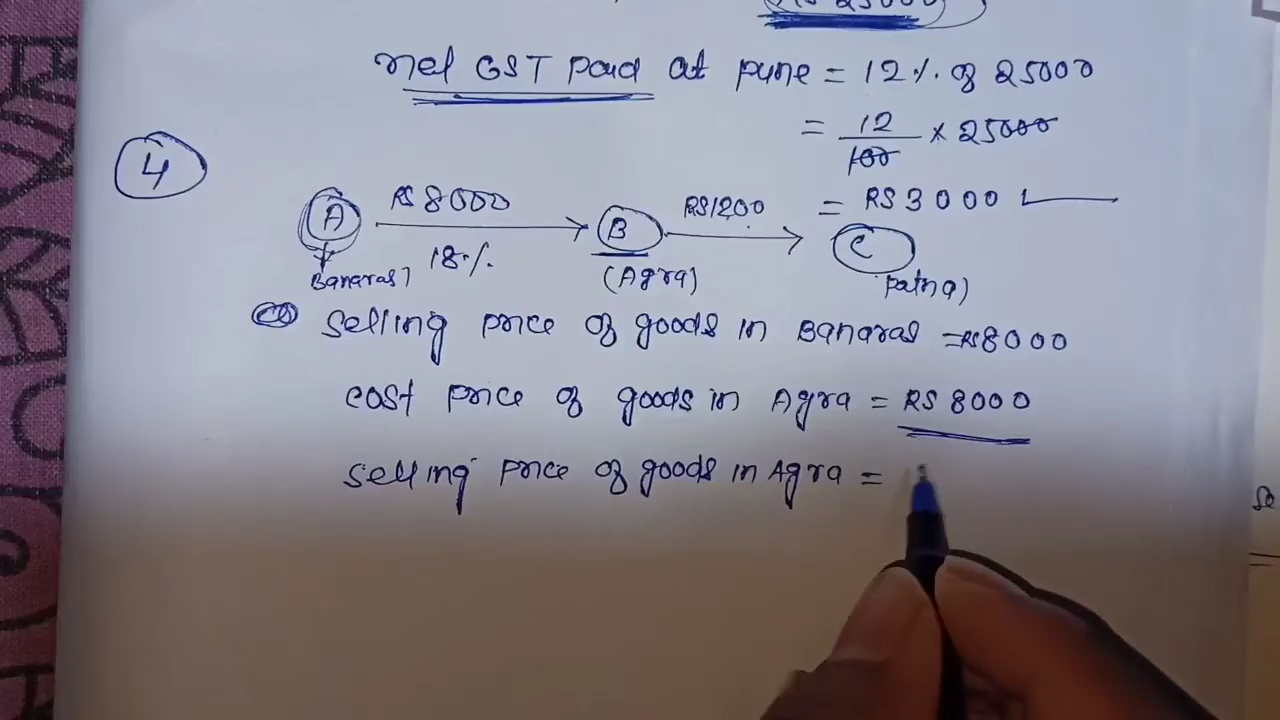 RS 25000
Net GST Paid at pune = 12% of 25000
= 12/100 × 25000
4
A RS 8000 B RS1200 C = RS 3000
Banaras) 18% (Agra) Patna)
Selling price of goods in Banaras = RS8000
cost price of goods in Agra = RS 8000
Selling price of goods in Agra =